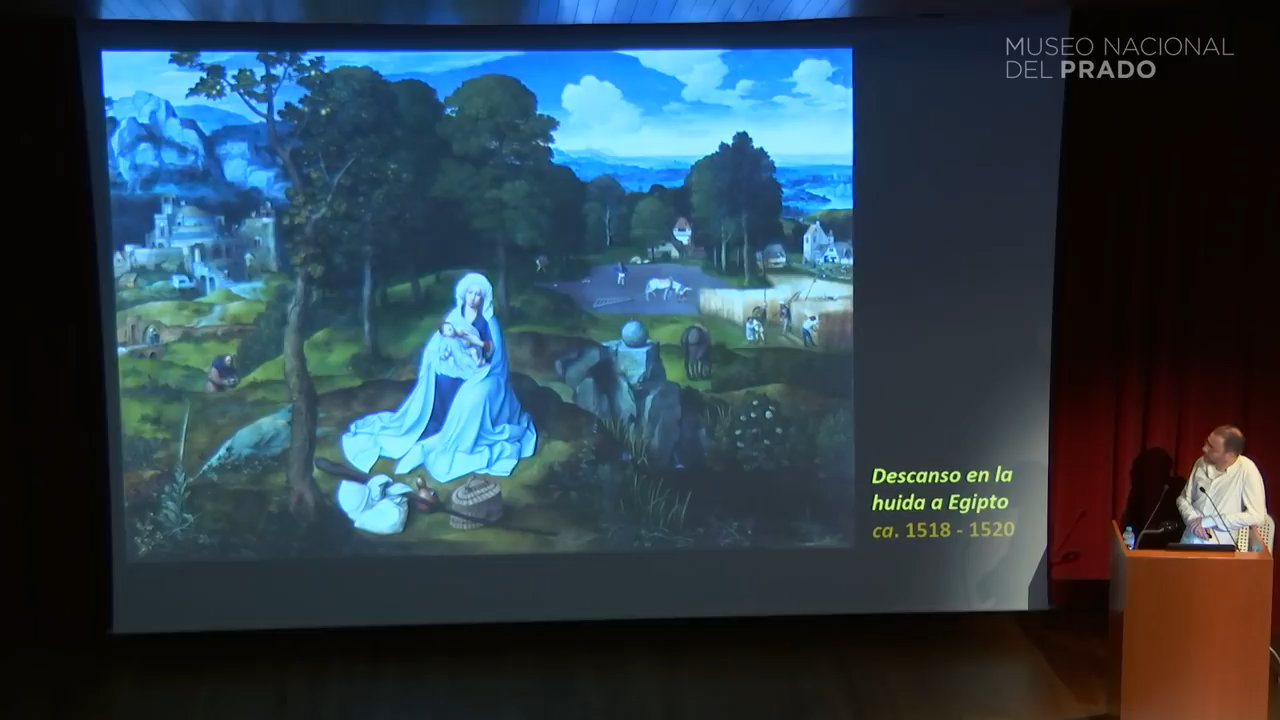 MUSEO NACIONAL
DEL PRADO
Descanso en la
huida a Egipto
ca. 1518 - 1520